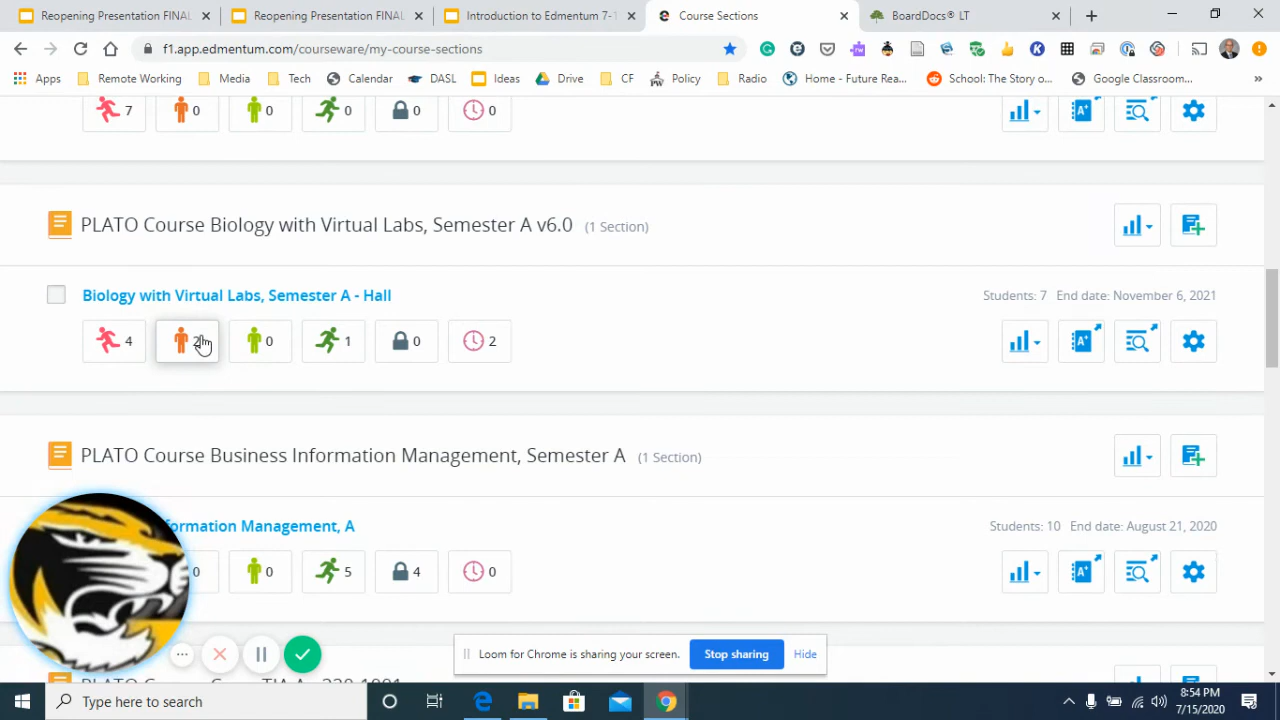 Reopening Presentation FINAL
Reopening Presentation FINAL
Introduction to Edmentum 7-1
Course Sections
BoardDocs® LT
f1.app.edmentum.com/courseware/my-course-sections
Apps
Remote Working
Media
Tech
Calendar
DASL
Ideas
Drive
CF
Policy
Radio
Home - Future Rea...
School: The Story o...
Google Classroom...
7
0
0
0
0
0
A+
PLATO Course Biology with Virtual Labs, Semester A v6.0 (1 Section)
Biology with Virtual Labs, Semester A - Hall
Students: 7 End date: November 6, 2021
4
2
0
1
0
2
A+
PLATO Course Business Information Management, Semester A (1 Section)
formation Management, A
Students: 10 End date: August 21, 2020
0
0
5
4
0
A+
Loom for Chrome is sharing your screen.
Stop sharing
Hide
Type here to search
8:54 PM
7/15/2020